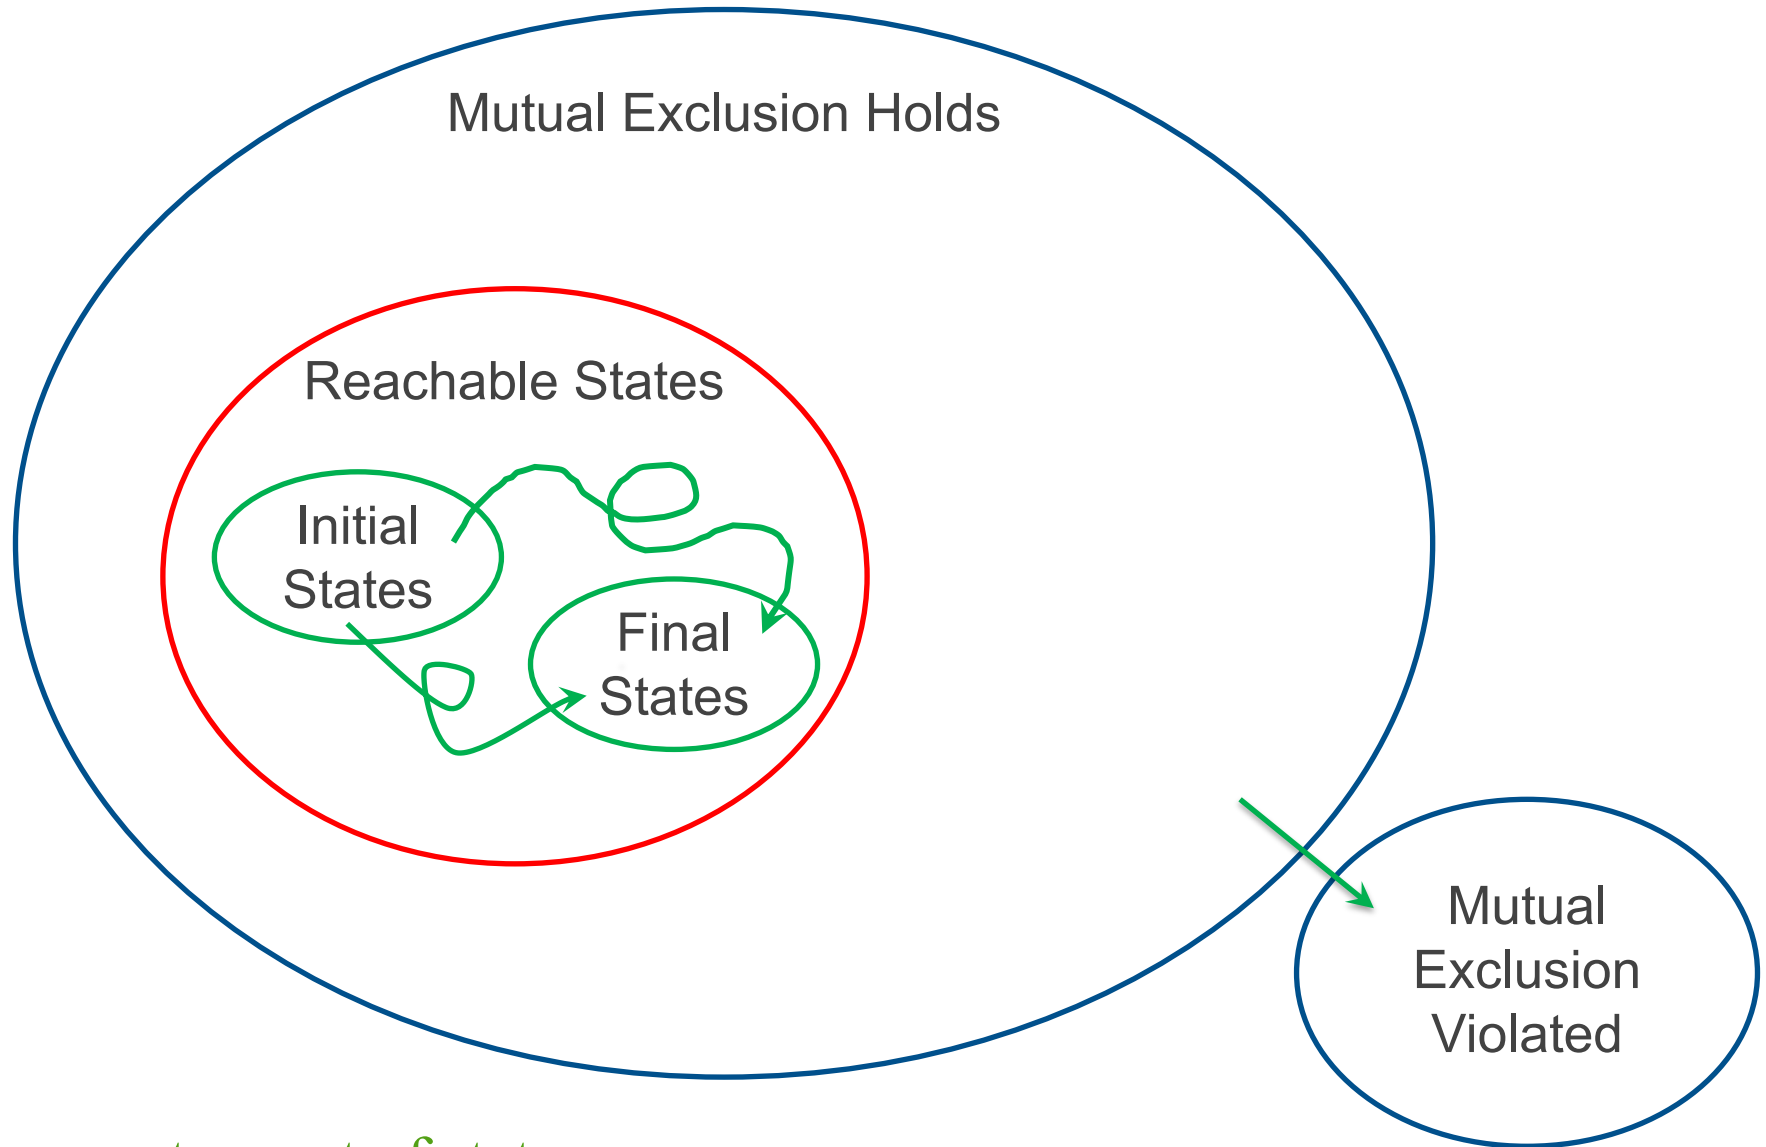 Mutual Exclusion Holds
Reachable States
Initial
States
Final
States
Mutual
Exclusion
Violated